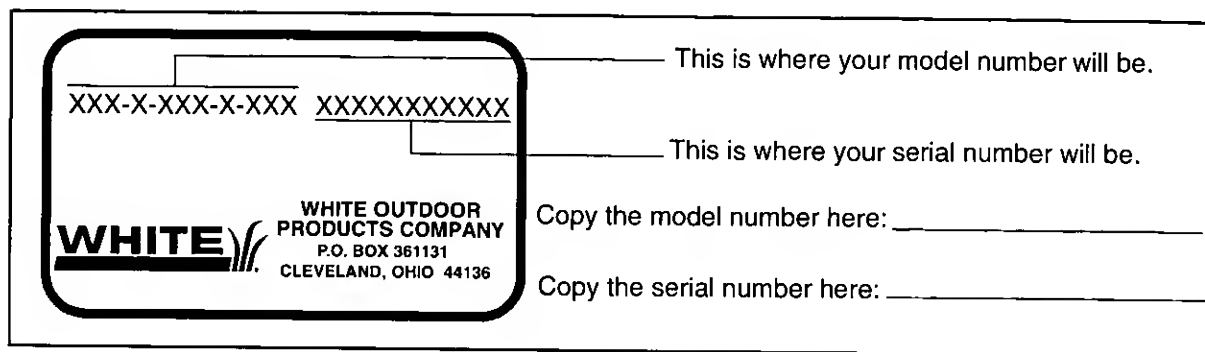 This is where your model number will be.
XXX-X-XXX-X-XXX XXXXXXXXXXX
This is where your serial number will be.
WHITE
WHITE OUTDOOR
PRODUCTS COMPANY
P.O. BOX 361131
CLEVELAND, OHIO 44136
Copy the model number here:
Copy the serial number here: